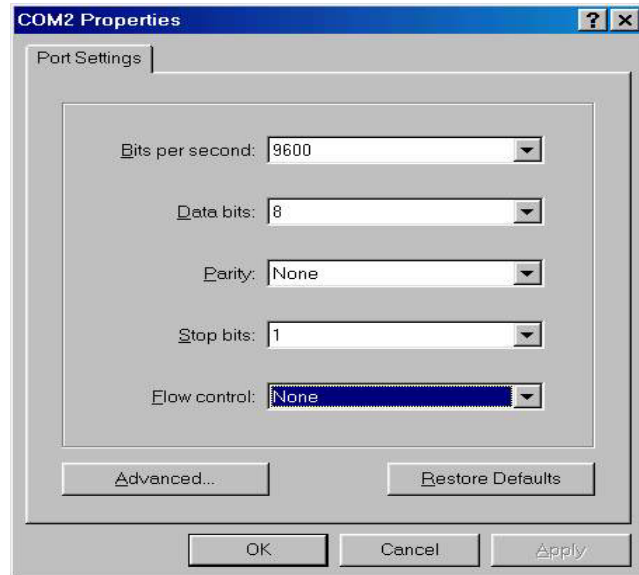 COM2 Properties
Port Settings
Bits per second: 9600
Data bits: 8
Parity: None
Stop bits: 1
Flow control: None
Advanced... Restore Defaults
OK Cancel Apply